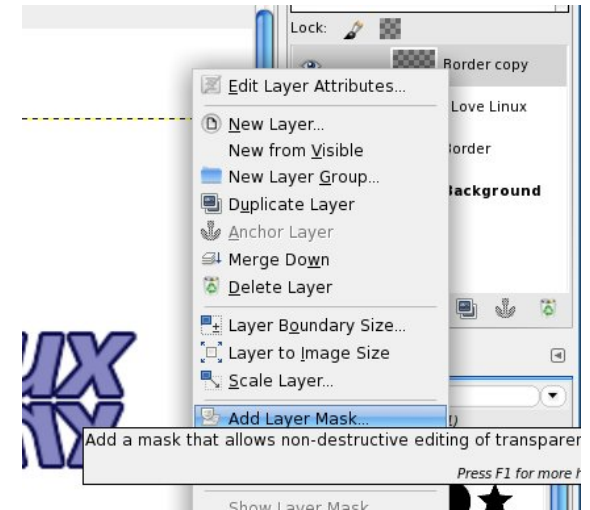 Lock:
Border copy
Edit Layer Attributes...
Love Linux
New Layer...
New from Visible
Border
New Layer Group...
Background
Duplicate Layer
Anchor Layer
Merge Down
Delete Layer
Layer Boundary Size...
Layer to Image Size
Scale Layer...
ux
Add Layer Mask...
Add a mask that allows non-destructive editing of transparen
Press F1 for more h
Show Layer Mask